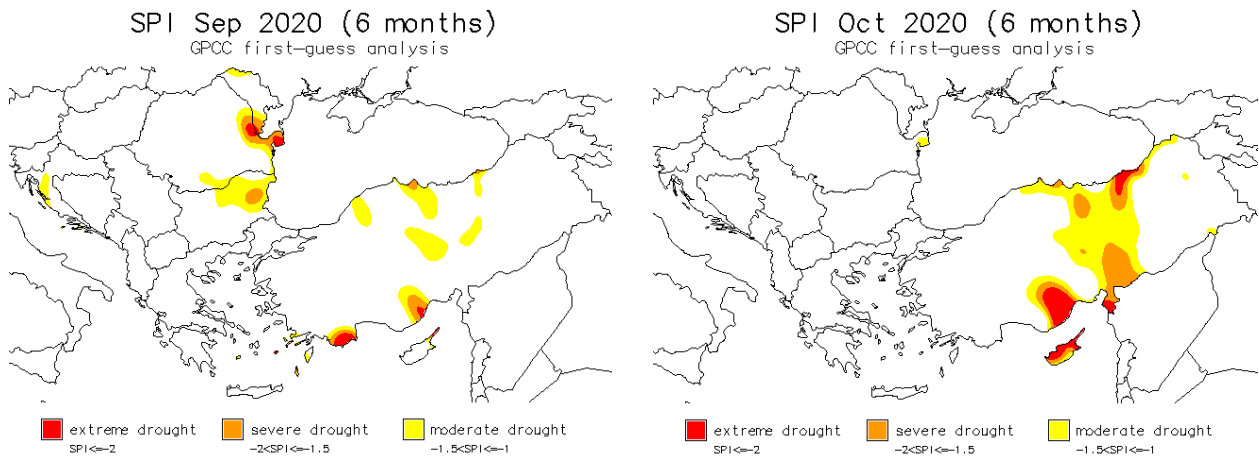 SPI Sep 2020 (6 months)
GPCC first-guess analysis
extreme drought
SPI<=-2
severe drought
-2<SPI<=-1.5
moderate drought
-1.5<SPI<=-1
SPI Oct 2020 (6 months)
GPCC first-guess analysis
extreme drought
SPI<=-2
severe drought
-2<SPI<=-1.5
moderate drought
-1.5<SPI<=-1